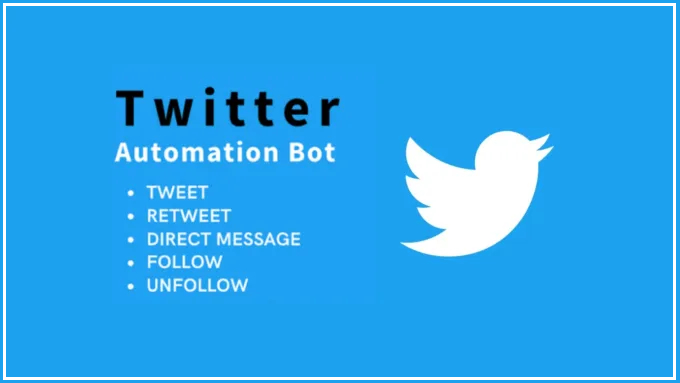 Twitter
Automation Bot
• TWEET
• RETWEET
• DIRECT MESSAGE
• FOLLOW
• UNFOLLOW